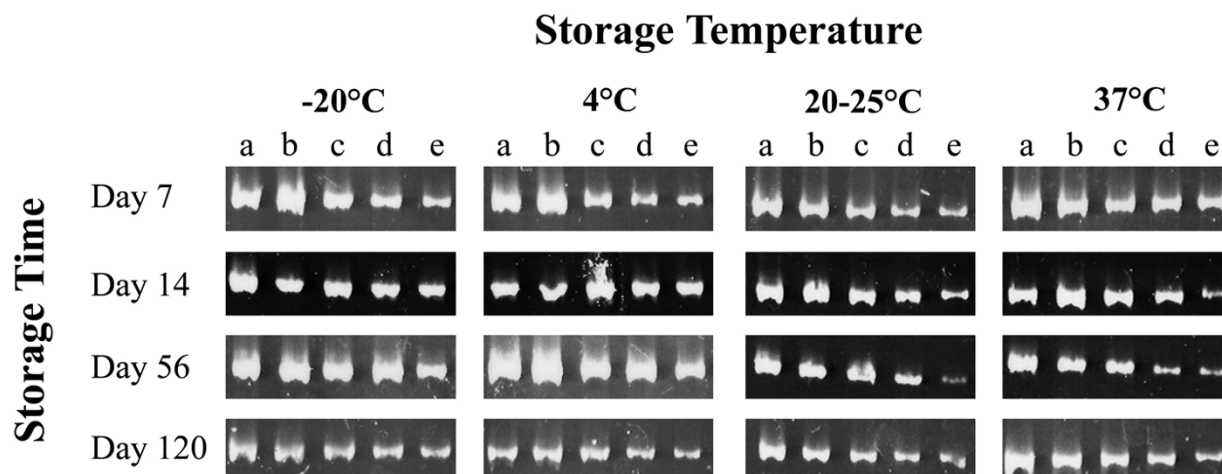 Storage Temperature
-20°C 4°C 20-25°C 37°C
a b c d e a b c d e a b c d e a b c d e
Storage Time
Day 7
Day 14
Day 56
Day 120